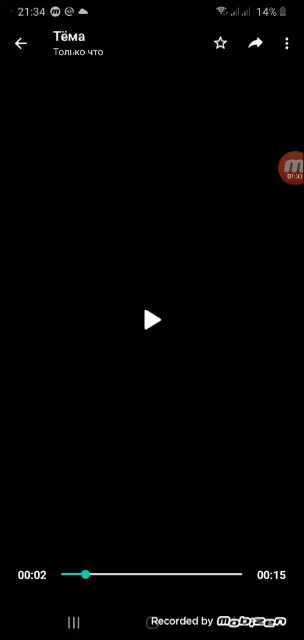 21:34 14%
Тёма
Только что
00:02 00:15
Recorded by Mobizen